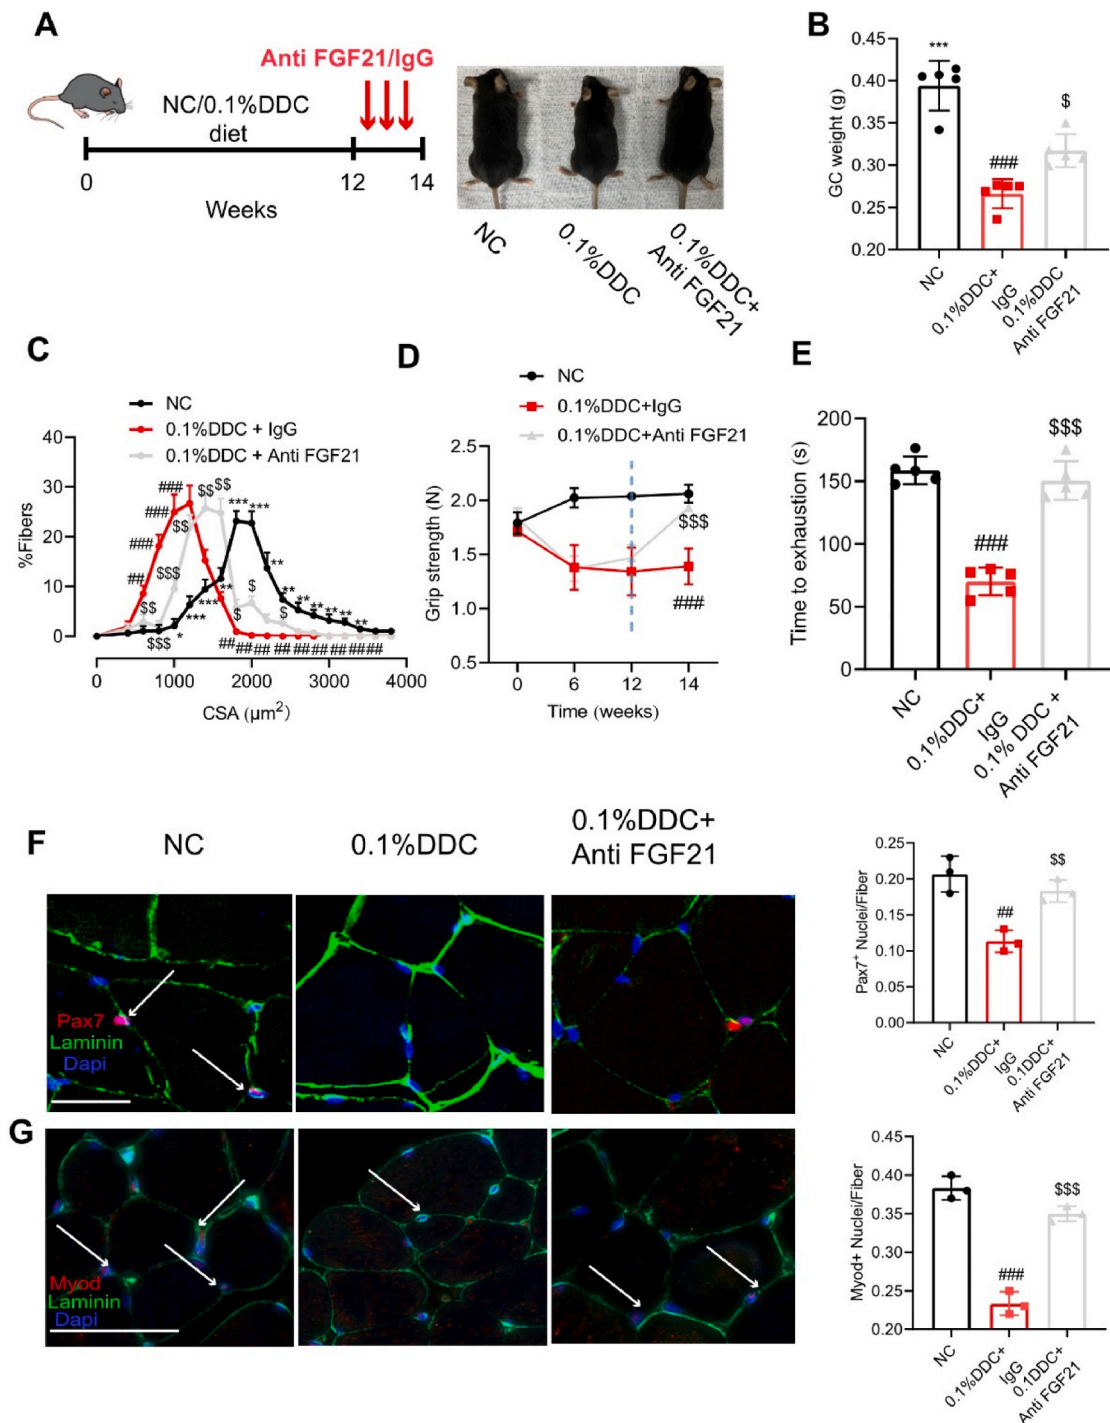 A
Anti FGF21/IgG
NC/0.1%DDC
diet
0
12
14
Weeks
NC
0.1%DDC
0.1%DDC+
Anti FGF21
B
GC weight (g)
0.45
0.40
0.35
0.30
0.25
0.20
***
###
$
NC
0.1%DDC+
IgG
0.1%DDC
Anti FGF21
C
NC
0.1%DDC + IgG
0.1%DDC + Anti FGF21
%Fibers
40
30
20
10
0
##
###
###
###
$$
$$$
$$
$$
$$
***
***
**
**
**
**
**
**
**
$
$
$
**
***
***
*
$$$
##
##
##
##
##
##
##
##
0
1000
2000
3000
4000
CSA (µm²)
D
NC
0.1%DDC+IgG
0.1%DDC+Anti FGF21
Grip strength (N)
2.5
2.0
1.5
1.0
0.5
$$$
###
0
6
12
14
Time (weeks)
E
Time to exhaustion (s)
200
150
100
50
0
###
$$$
NC
0.1%DDC+
IgG
0.1% DDC +
Anti FGF21
F
NC
0.1%DDC
0.1%DDC+
Anti FGF21
Pax7
Laminin
Dapi
Pax7⁺ Nuclei/Fiber
0.25
0.20
0.15
0.10
0.05
0.00
##
$$
NC
0.1%DDC+
IgG
0.1DDC+
Anti FGF21
G
Myod
Laminin
Dapi
Myod+ Nuclei/Fiber
0.45
0.40
0.35
0.30
0.25
0.20
###
$$$
NC
0.1%DDC+
IgG
0.1DDC+
Anti FGF21